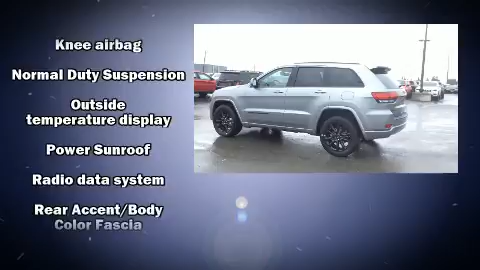 Knee airbag
Normal Duty Suspension
Outside
temperature display
Power Sunroof
Radio data system
Rear Accent/Body
Color Fascia